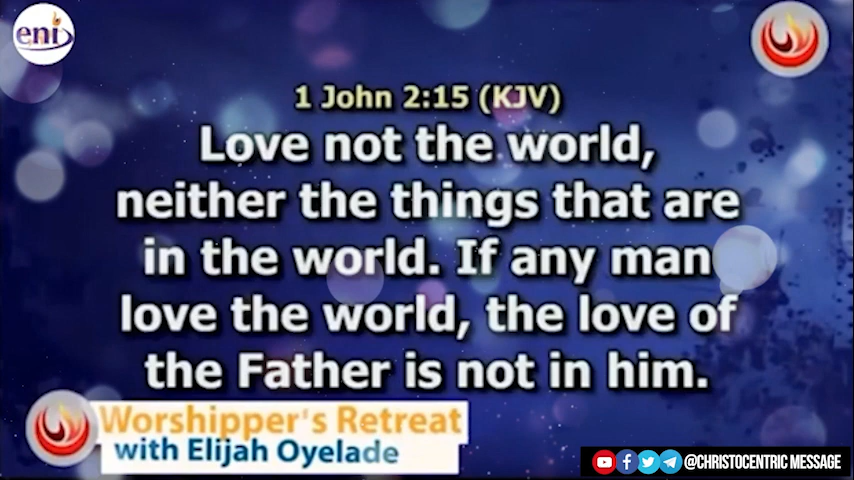 eni
1 John 2:15 (KJV)
Love not the world,
neither the things that are
in the world. If any man
love the world, the love of
the Father is not in him.
Worshipper's Retreat
with Elijah Oyelade
@CHRISTOCENTRIC MESSAGE